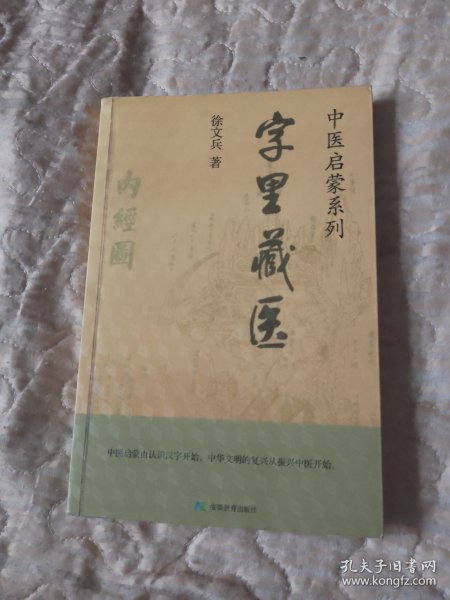 中医启蒙系列
字里藏医
徐文兵 著
内經圖
中医启蒙由认识汉字开始，中华文明的复兴从振兴中医开始。
安徽教育出版社
孔夫子旧书网
www.kongfz.com